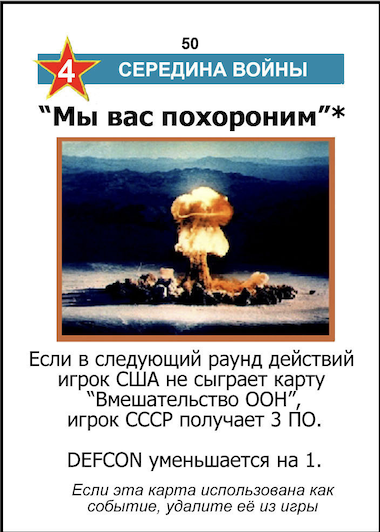 50
4 СЕРЕДИНА ВОЙНЫ
“Мы вас похороним”*
Если в следующий раунд действий
игрок США не сыграет карту
“Вмешательство ООН”,
игрок СССР получает 3 ПО.
DEFCON уменьшается на 1.
Если эта карта использована как
событие, удалите её из игры